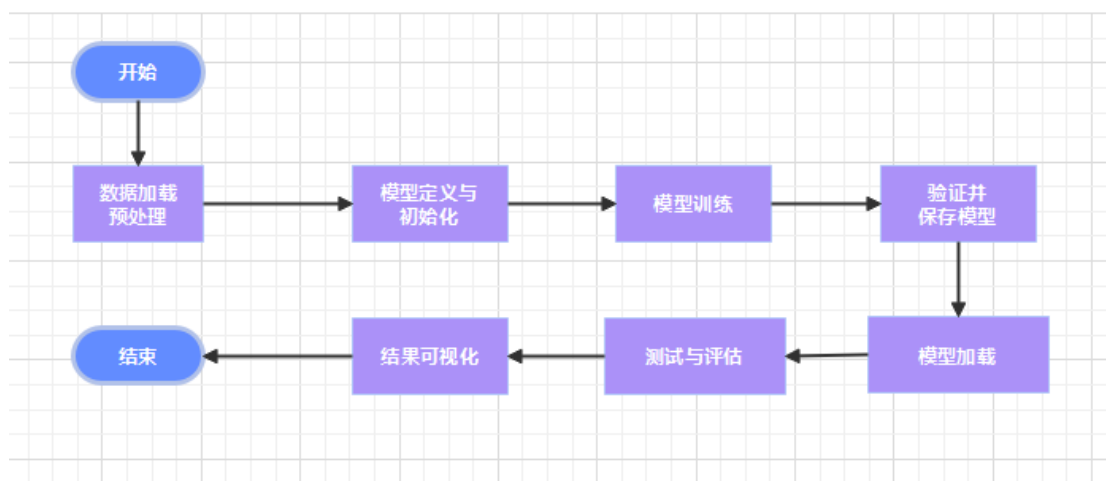 开始
数据加载
预处理
模型定义与
初始化
模型训练
验证并
保存模型
模型加载
测试与评估
结果可视化
结束